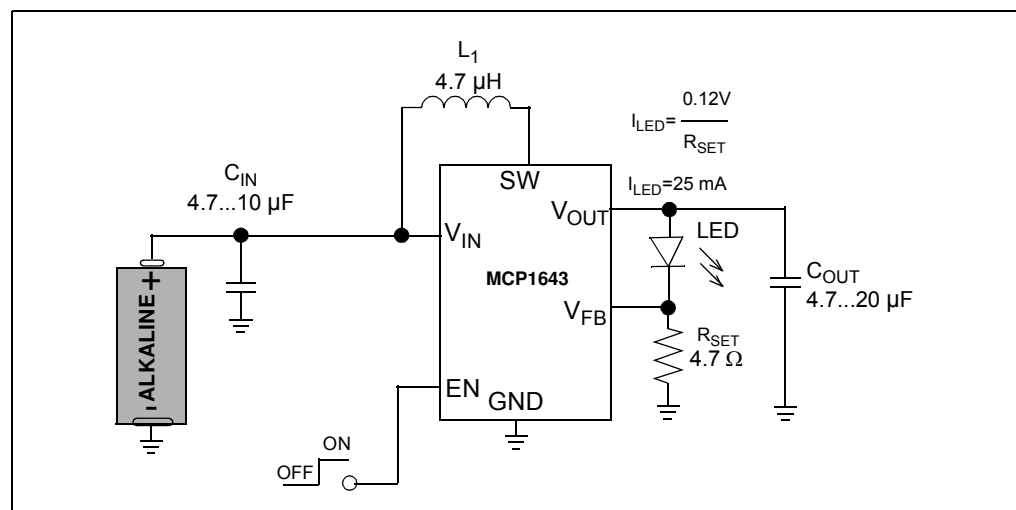 L1
4.7 µH
0.12V
ILED=
RSET
CIN
4.7...10 µF
SW
ILED=25 mA
VOUT
LED
VIN
MCP1643
COUT
4.7...20 µF
VFB
RSET
4.7 Ω
+
ALKALINE
-
EN
GND
ON
OFF